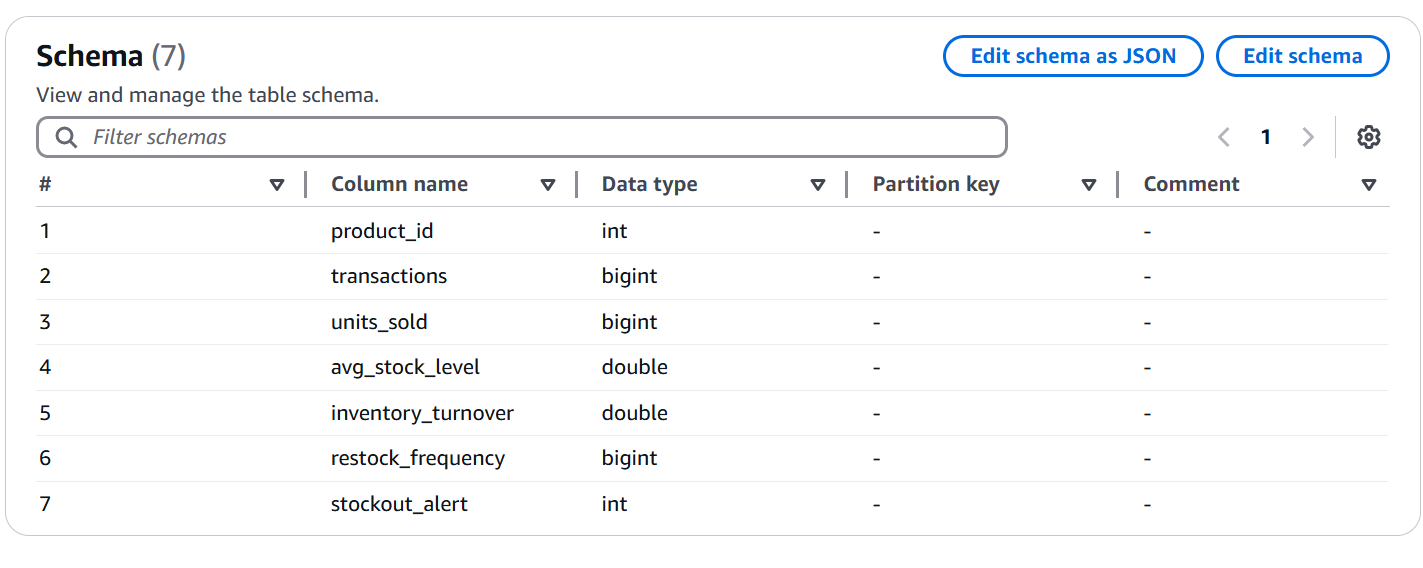 Schema (7)
Edit schema as JSON
Edit schema
View and manage the table schema.
Filter schemas
1
# Column name Data type Partition key Comment
1 product_id int - -
2 transactions bigint - -
3 units_sold bigint - -
4 avg_stock_level double - -
5 inventory_turnover double - -
6 restock_frequency bigint - -
7 stockout_alert int - -